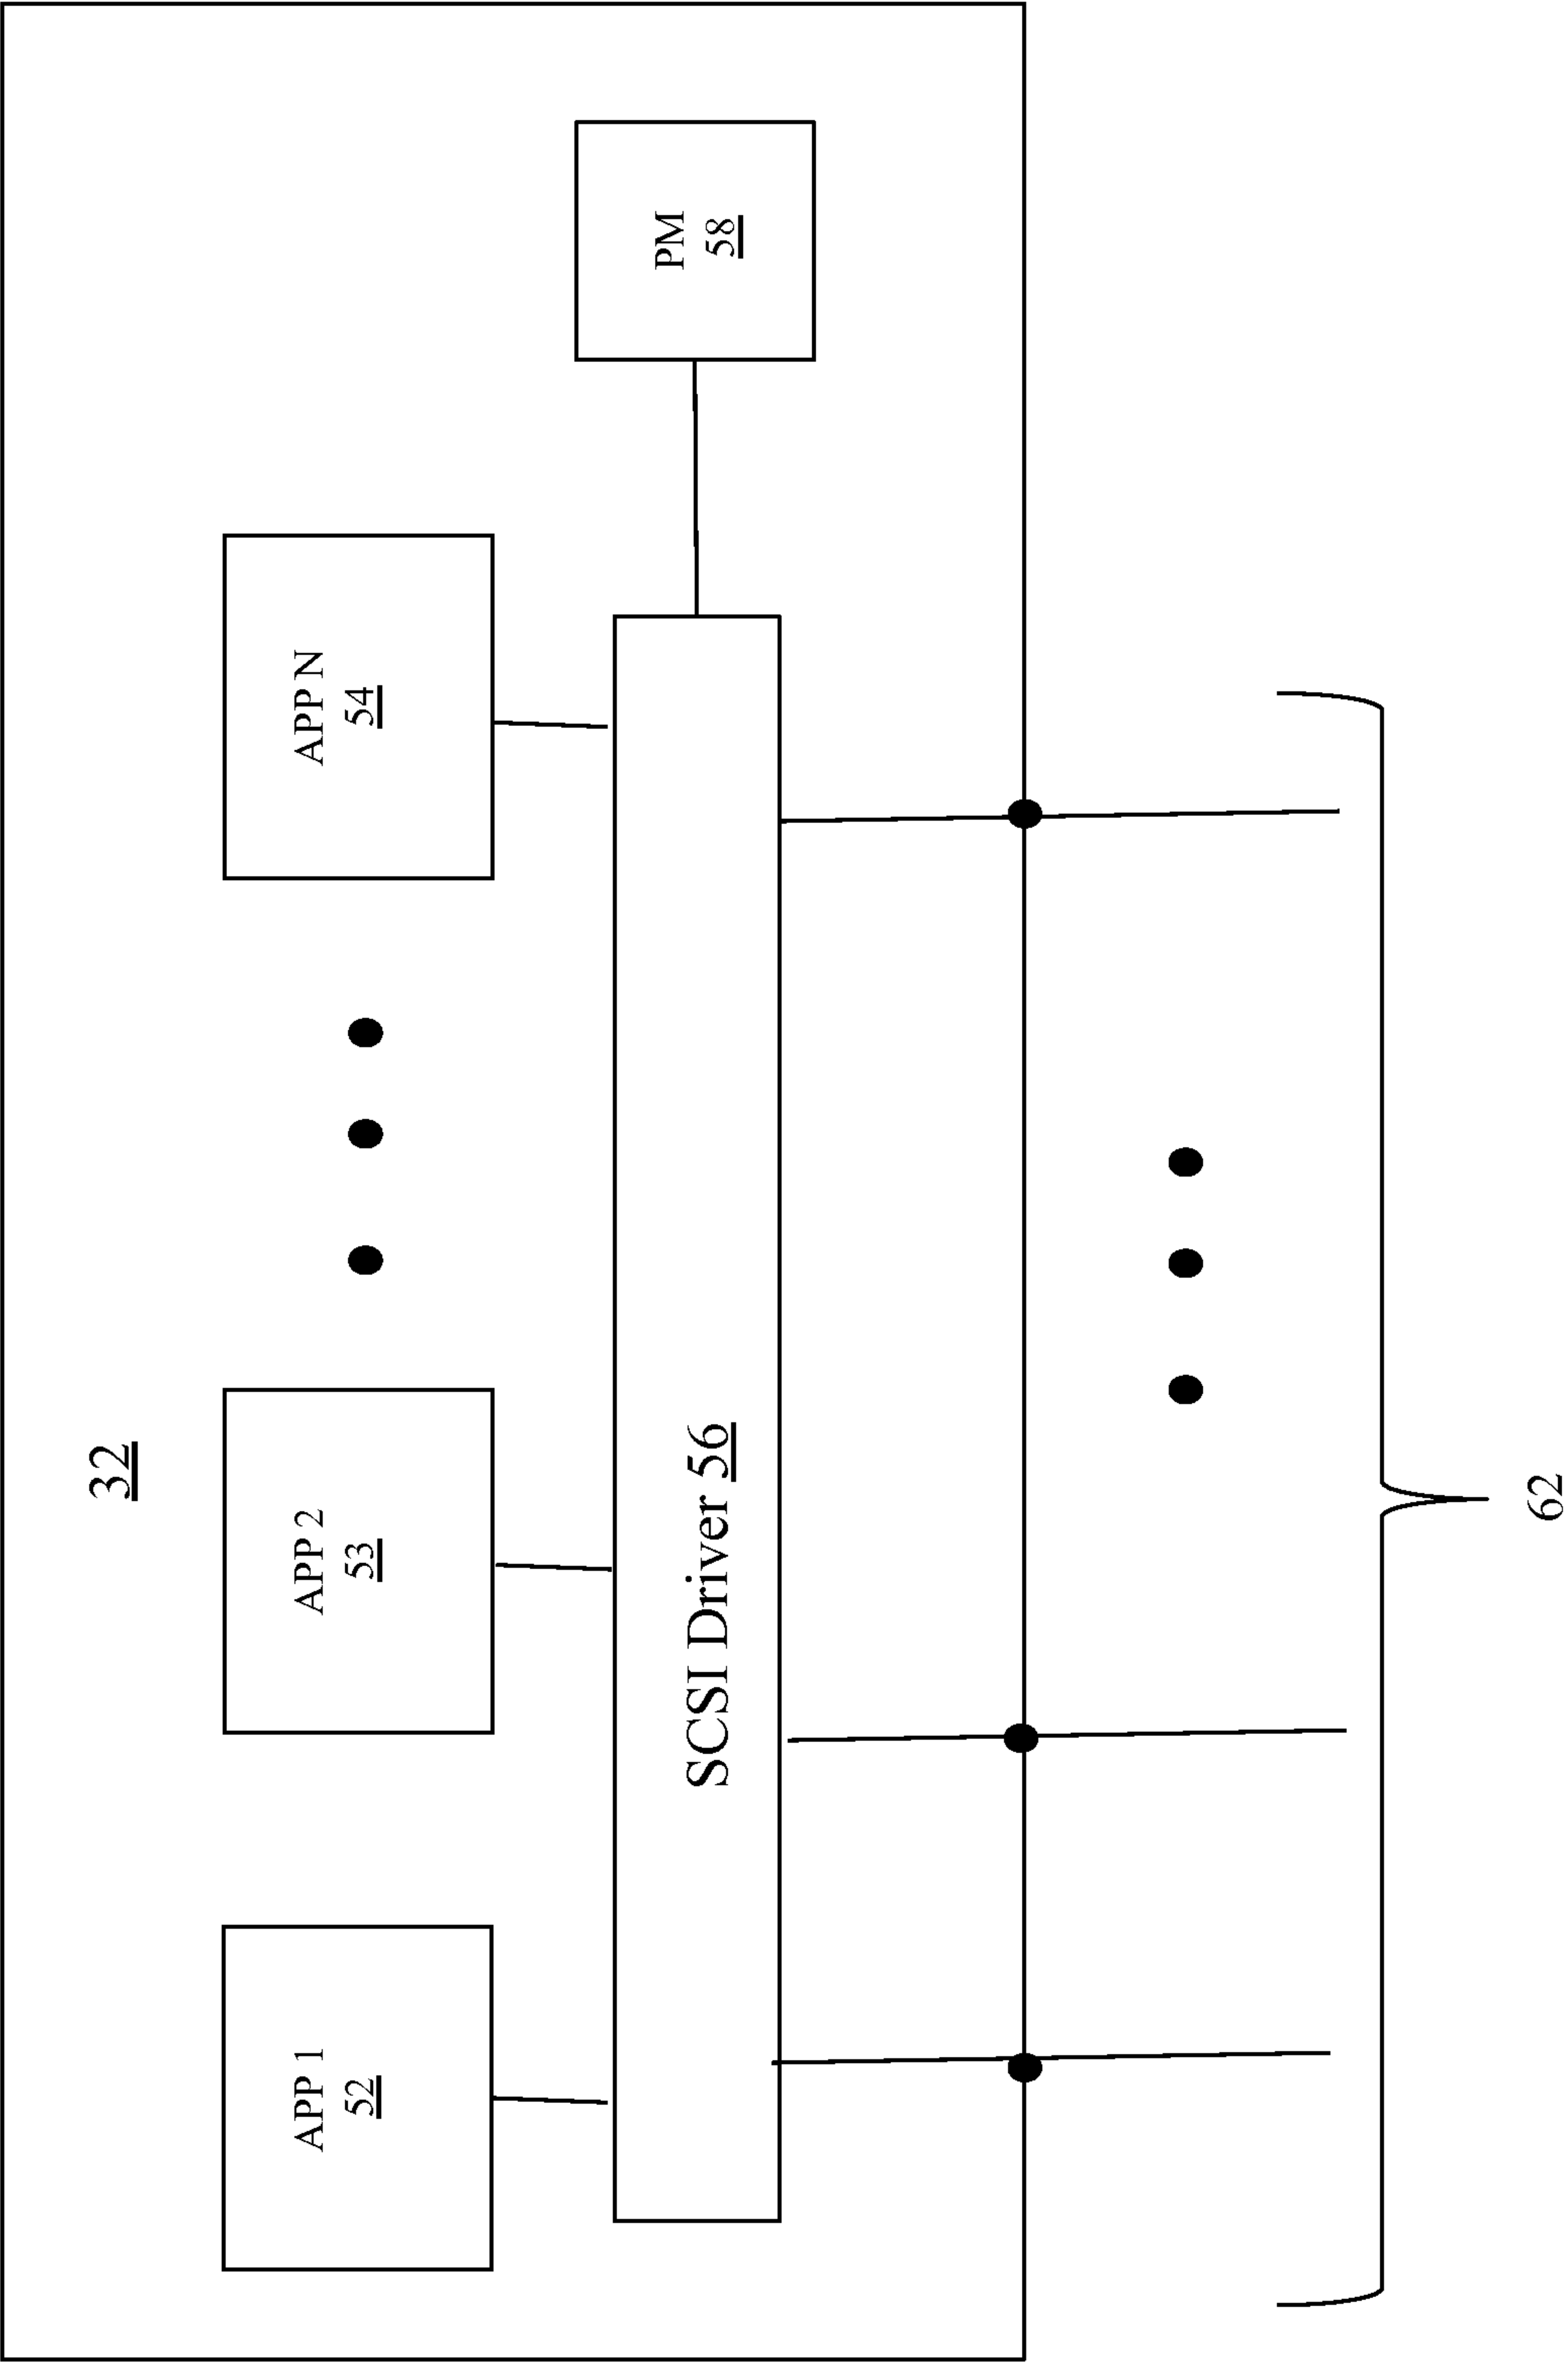 32
APP 1
52
APP 2
53
APP N
54
SCSI Driver 56
PM
58
62